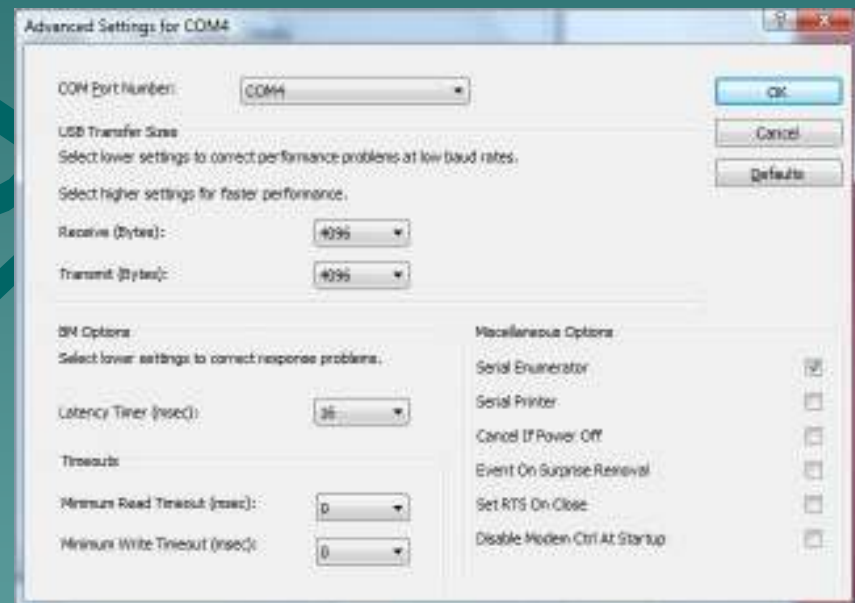 Advanced Settings for COM4
COM Port Number:
COM4
OK
Cancel
Defaults
USB Transfer Sizes
Select lower settings to correct performance problems at low baud rates.
Select higher settings for faster performance.
Receive (Bytes):
4096
Transmit (Bytes):
4096
BM Options
Select lower settings to correct response problems.
Latency Timer (msec):
16
Timeouts
Minimum Read Timeout (msec):
0
Minimum Write Timeout (msec):
0
Miscellaneous Options
Serial Enumerator
Serial Printer
Cancel If Power Off
Event On Surprise Removal
Set RTS On Close
Disable Modem Ctrl At Startup